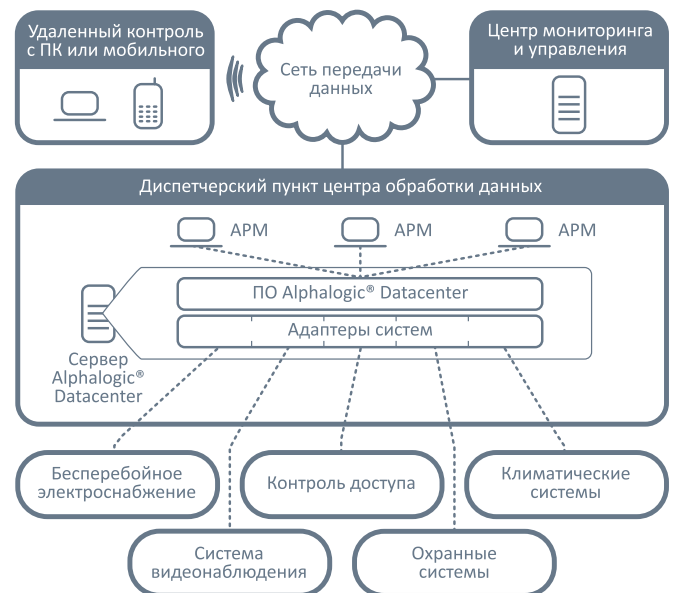 Удаленный контроль
с ПК или мобильного
Сеть передачи
данных
Центр мониторинга
и управления
Диспетчерский пункт центра обработки данных
АРМ
АРМ
АРМ
ПО Alphalogic® Datacenter
Адаптеры систем
Сервер
Alphalogic®
Datacenter
Бесперебойное
электроснабжение
Контроль доступа
Климатические
системы
Система
видеонаблюдения
Охранные
системы